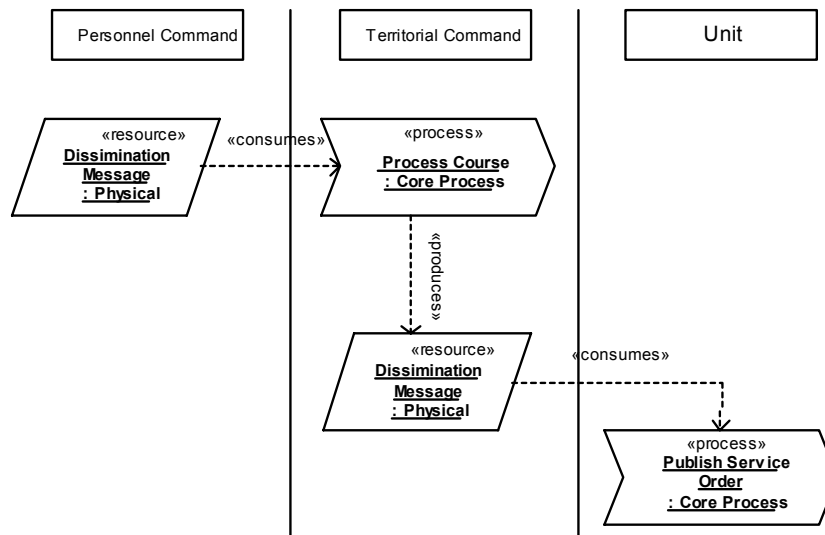 Personnel Command
Territorial Command
Unit
«resource»
Dissimination
Message
: Physical
«consumes»
«process»
Process Course
: Core Process
«produces»
«resource»
Dissimination
Message
: Physical
«consumes»
«process»
Publish Service
Order
: Core Process